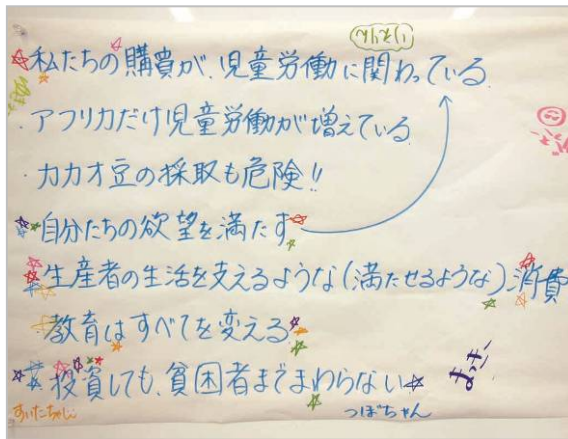 私たちの購買が、児童労働に関わっている
・アフリカだけ児童労働が増えている
・カカオ豆の採取も危険!!
自分たちの欲望を満たす
生産者の生活を支えるような(満たせるような)消費
教育はすべてを変える
投資しても、貧困者までまわらない
つぼちゃん